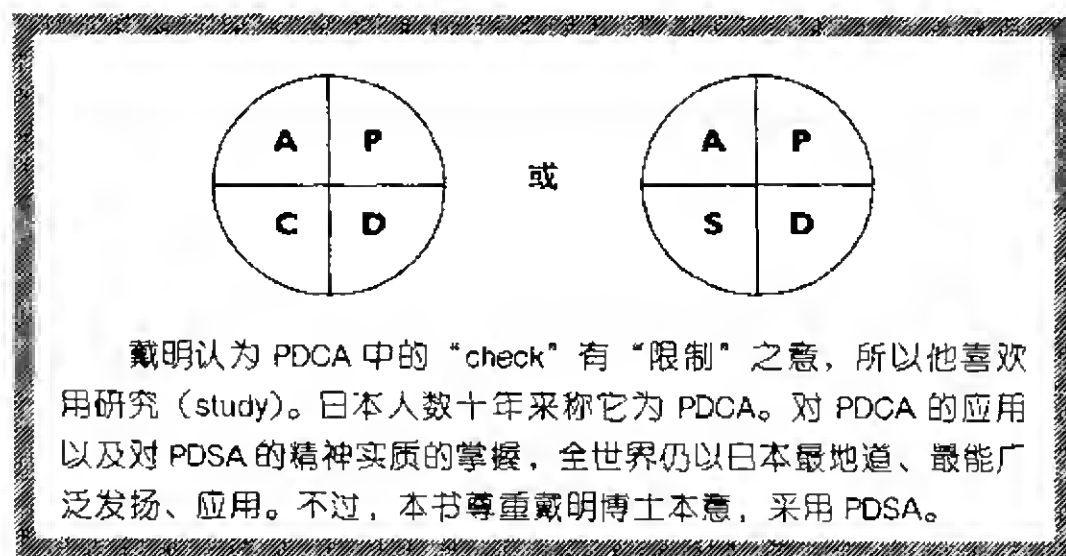 A P A P
或
C D S D
戴明认为 PDCA 中的“check”有“限制”之意，所以他喜欢
用研究（study)。日本人数十年来称它为 PDCA。对 PDCA 的应用
以及对 PDSA 的精神实质的掌握，全世界仍以日本最地道、最能广
泛发扬、应用。不过，本书尊重戴明博士本意，采用 PDSA。